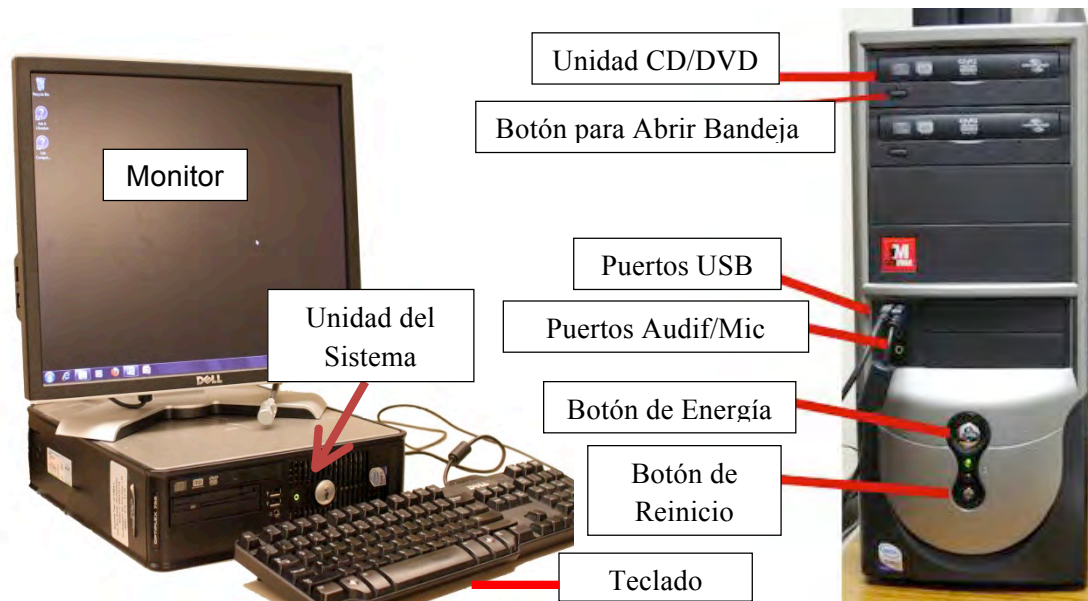 Unidad CD/DVD
Botón para Abrir Bandeja
Monitor
Puertos USB
Unidad del
Sistema
Puertos Audif/Mic
DELL
Botón de Energía
Botón de
Reinicio
Teclado